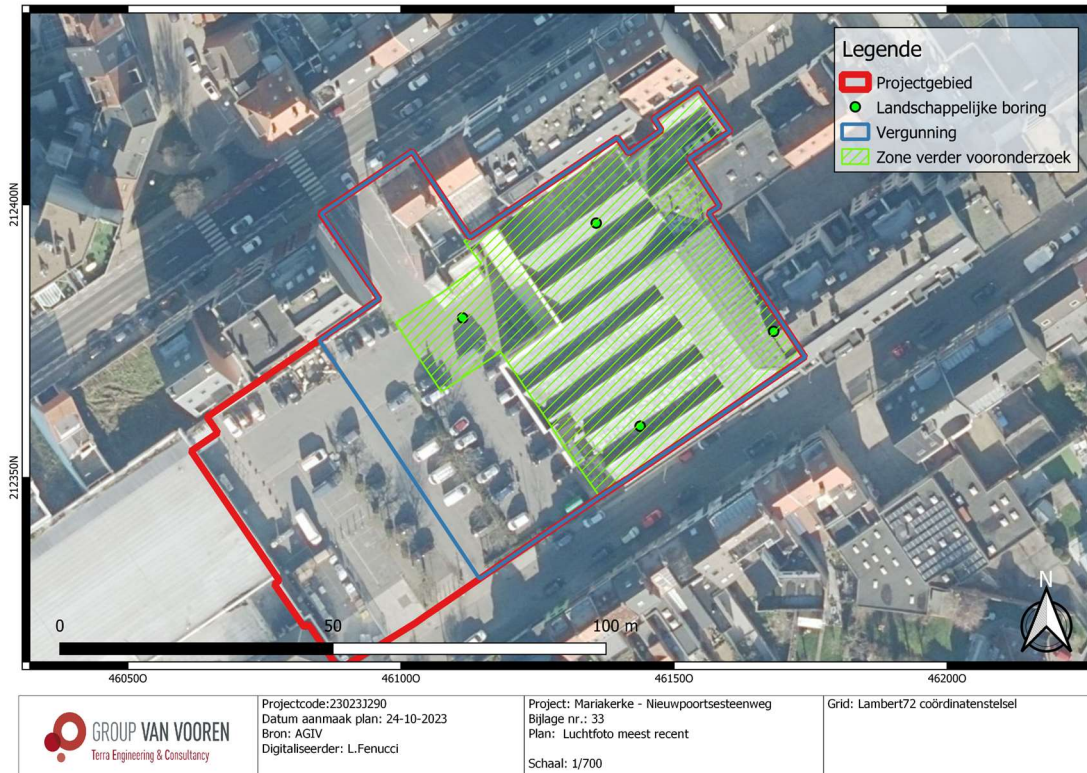 Legende
Projectgebied
Landschappelijke boring
Vergunning
Zone verder vooronderzoek
212400N
212350N
N
0 50 100 m
46050O 46100O 46150O 46200O
GROUP VAN VOOREN
Terra Engineering & Consultancy
Projectcode:230233290
Datum aanmaak plan: 24-10-2023
Bron: AGIV
Digitaliseerder: L.Fenucci
Project: Mariakerke - Nieuwpoortsesteenweg
Bijlage nr.: 33
Plan: Luchtfoto meest recent
Schaal: 1/700
Grid: Lambert72 coördinatenstelsel